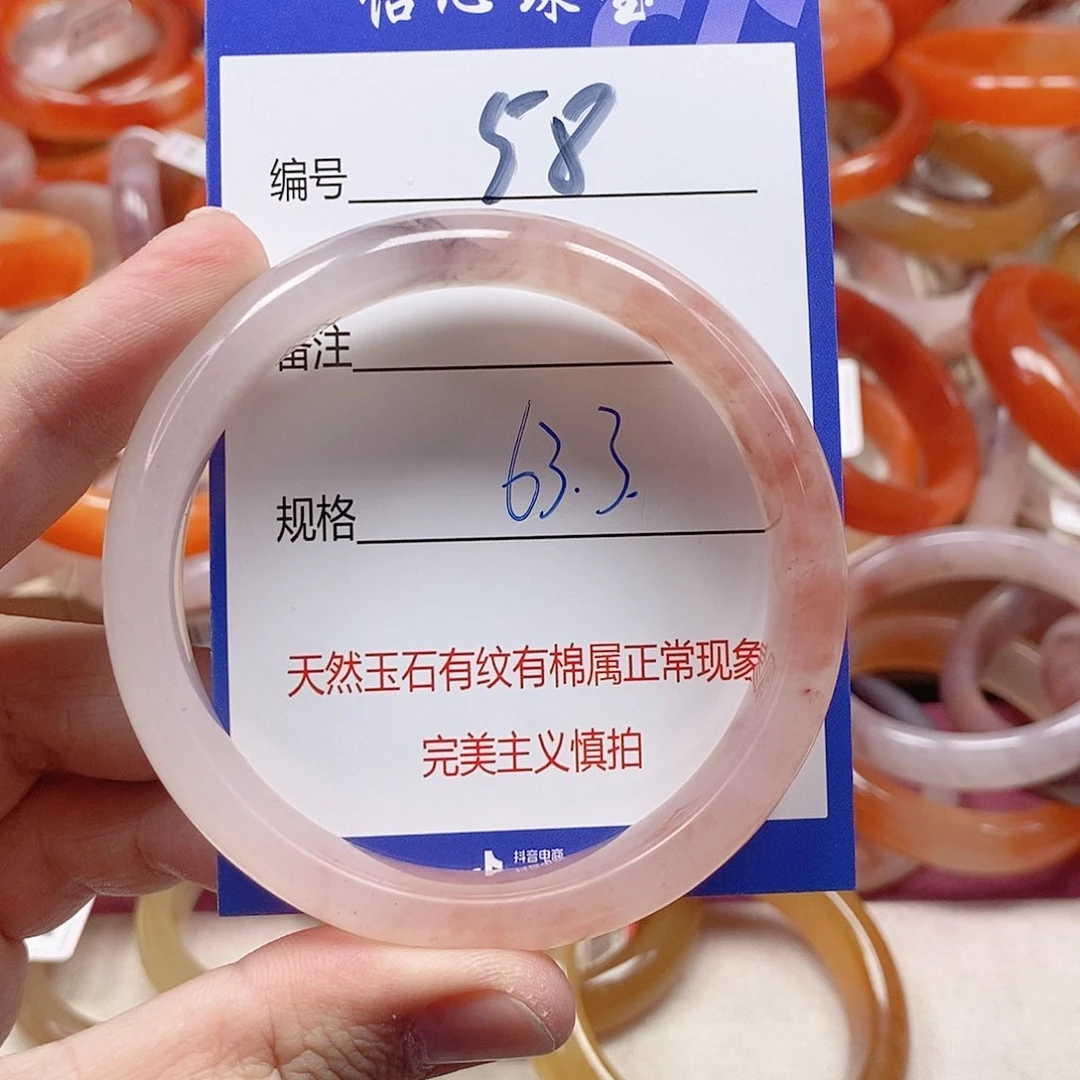 编号 58
备注
规格 63.3
天然玉石有纹有棉属正常现象
完美主义慎拍
抖音电商